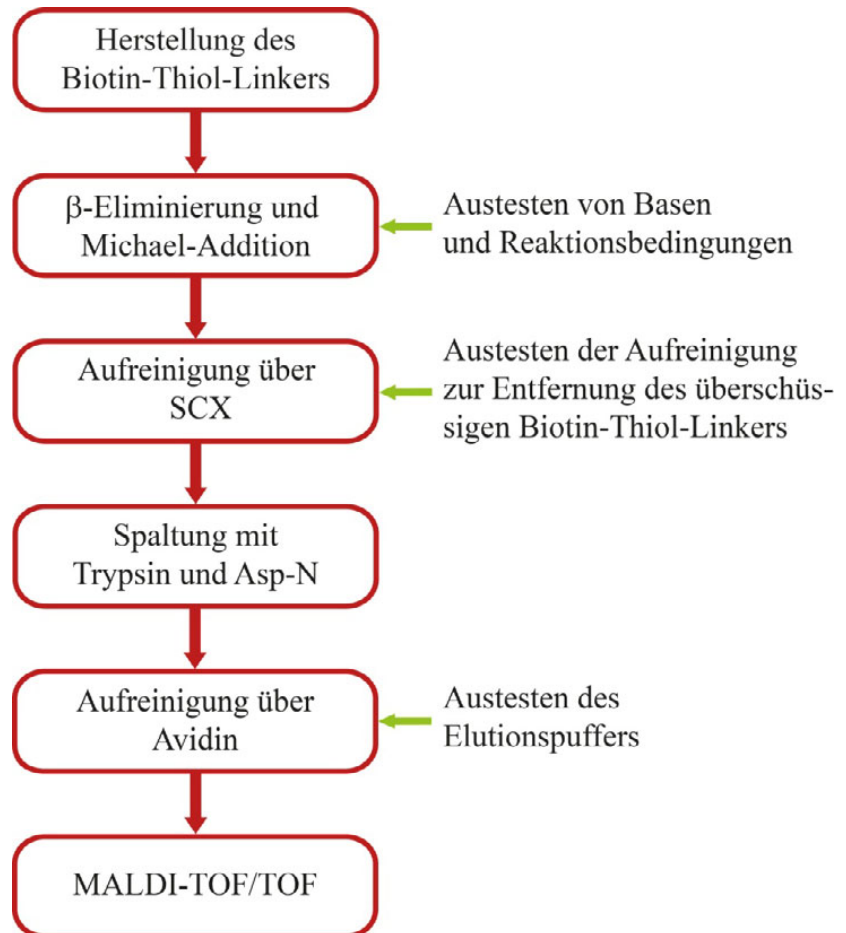 Herstellung des
Biotin-Thiol-Linkers
β-Eliminierung und
Michael-Addition
Austesten von Basen
und Reaktionsbedingungen
Aufreinigung über
SCX
Austesten der Aufreinigung
zur Entfernung des überschüs-
sigen Biotin-Thiol-Linkers
Spaltung mit
Trypsin und Asp-N
Aufreinigung über
Avidin
Austesten des
Elutionspuffers
MALDI-TOF/TOF